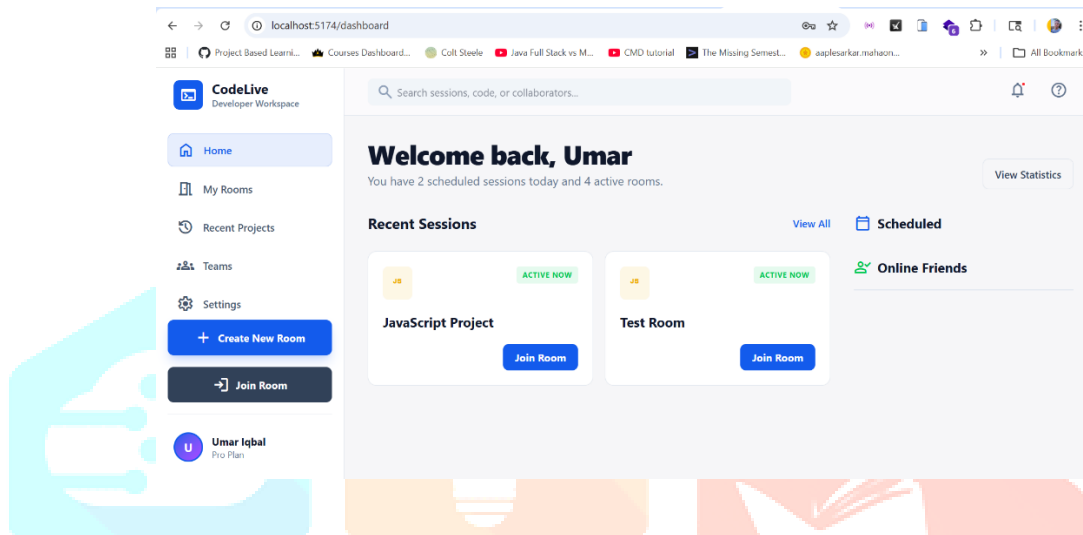 localhost:5174/dashboard
6
Project Based Learni...
Courses Dashboard...
Colt Steele
Java Full Stack vs M...
CMD tutorial
The Missing Semest...
aaplesarkar.mahaon...
»
All Bookmark
CodeLive
Developer Workspace
Search sessions, code, or collaborators...
Home
My Rooms
Recent Projects
Teams
Settings
+ Create New Room
Join Room
U
Umar Iqbal
Pro Plan
Welcome back, Umar
You have 2 scheduled sessions today and 4 active rooms.
View Statistics
Recent Sessions
View All
JS
ACTIVE NOW
JavaScript Project
Join Room
JS
ACTIVE NOW
Test Room
Join Room
Scheduled
Online Friends